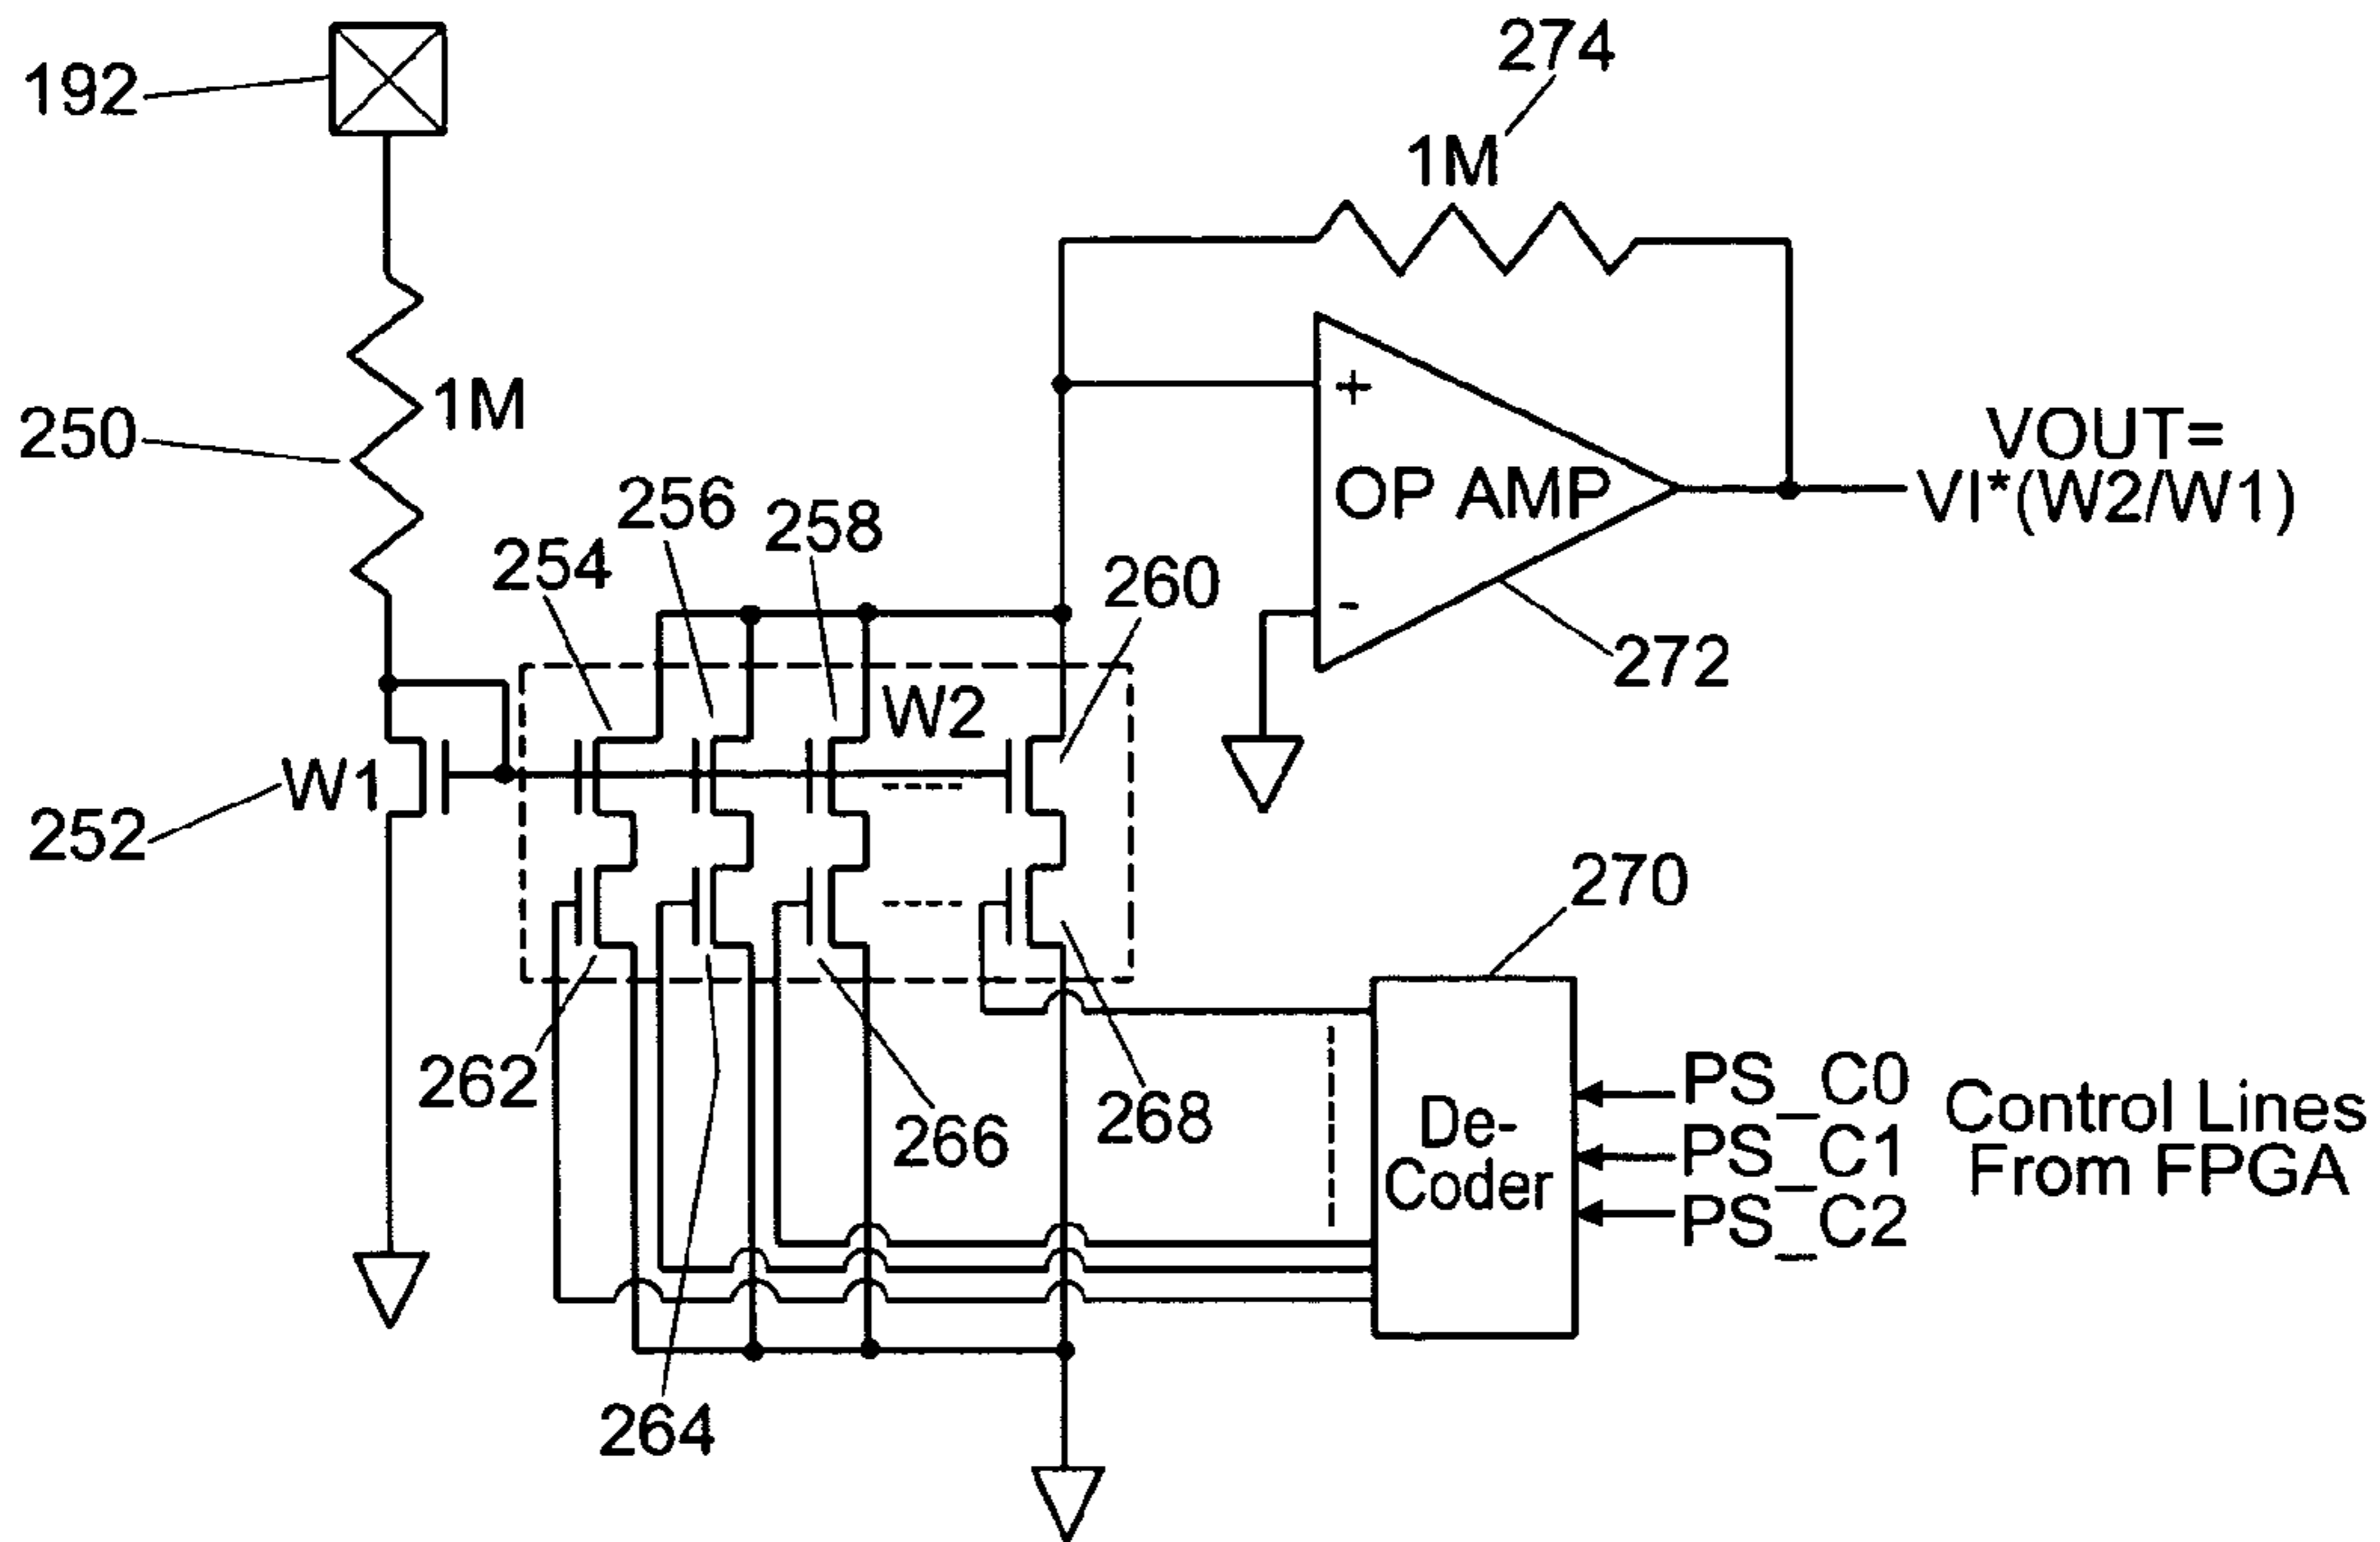 274
192
1M
1M
250
VOUT=
VI*(W2/W1)
+
OP AMP
-
256
258
254
260
272
W2
W1
252
270
262
266
268
De-
Coder
PS_C0
PS_C1
PS_C2
Control Lines
From FPGA
264